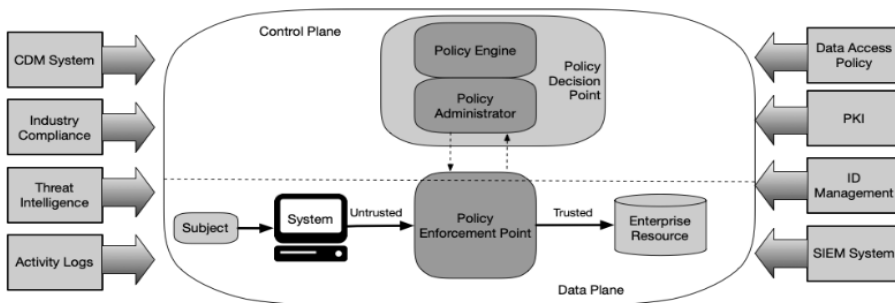 Control Plane
Policy Engine
Policy
Administrator
Policy
Decision
Point
CDM System
Industry
Compliance
Threat
Intelligence
Activity Logs
Data Access
Policy
PKI
ID
Management
SIEM System
Subject
System
Untrusted
Policy
Enforcement Point
Trusted
Enterprise
Resource
Data Plane